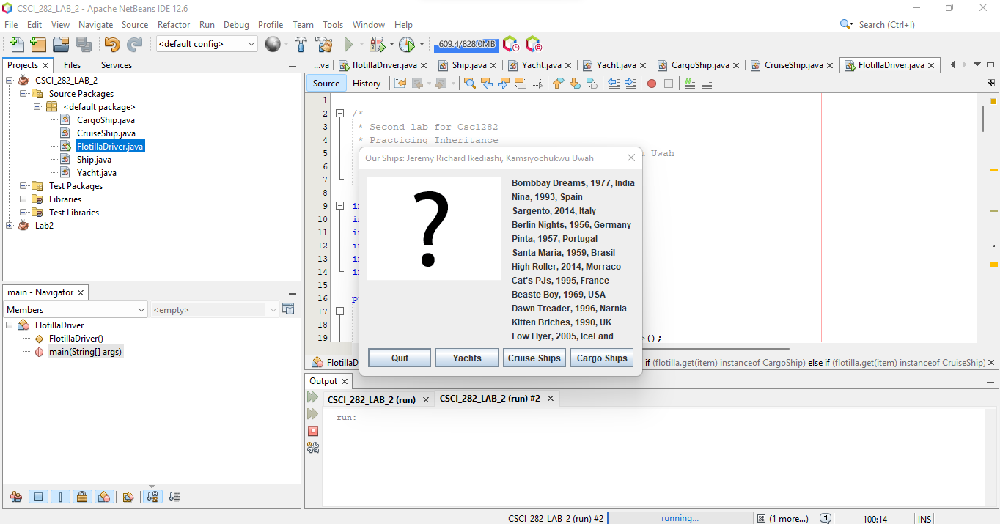 CSCI_282_LAB_2 - Apache NetBeans IDE 12.6
File Edit View Navigate Source Refactor Run Debug Profile Team Tools Window Help
Search (Ctrl+I)
<default config>
609.4/828.0MB
Projects Files Services
...va flotillaDriver.java Ship.java Yacht.java Yacht.java CargoShip.java CruiseShip.java FlotillaDriver.java
CSCI_282_LAB_2
Source Packages
<default package>
CargoShip.java
CruiseShip.java
FlotillaDriver.java
Ship.java
Yacht.java
Test Packages
Libraries
Test Libraries
Lab2
Source History
1
2 /*
3 * Second lab for Csc1282
4 * Practicing Inheritance
5 Uwah
6
7
8
9
10
11
12
13
14
15
16
17
18
19 >();
Our Ships: Jeremy Richard Ikediashi, Kamsiyochukwu Uwah
?
Bombbay Dreams, 1977, India
Nina, 1993, Spain
Sargento, 2014, Italy
Berlin Nights, 1956, Germany
Pinta, 1957, Portugal
Santa Maria, 1959, Brasil
High Roller, 2014, Morraco
Cat's PJs, 1995, France
Beaste Boy, 1969, USA
Dawn Treader, 1996, Narnia
Kitten Briches, 1990, UK
Low Flyer, 2005, IceLand
Quit Yachts Cruise Ships Cargo Ships
FlotillaD
if (flotilla.get(item) instanceof CargoShip) else if (flotilla.get(item) instanceof CruiseShip)
main - Navigator
Members <empty>
FlotillaDriver
FlotillaDriver()
main(String[] args)
Output
CSCI_282_LAB_2 (run) CSCI_282_LAB_2 (run) #2
run:
CSCI_282_LAB_2 (run) #2 running... (1 more...) 1 100:14 INS